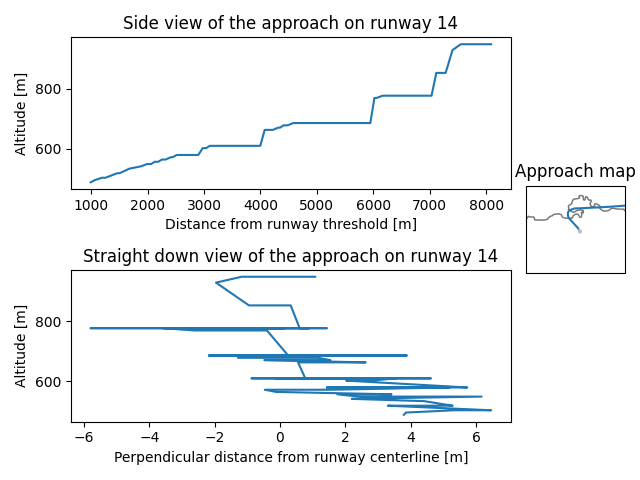 Side view of the approach on runway 14
Altitude [m]
800
600
1000 2000 3000 4000 5000 6000 7000 8000
Distance from runway threshold [m]
Approach map
Straight down view of the approach on runway 14
Altitude [m]
800
600
−6 −4 −2 0 2 4 6
Perpendicular distance from runway centerline [m]